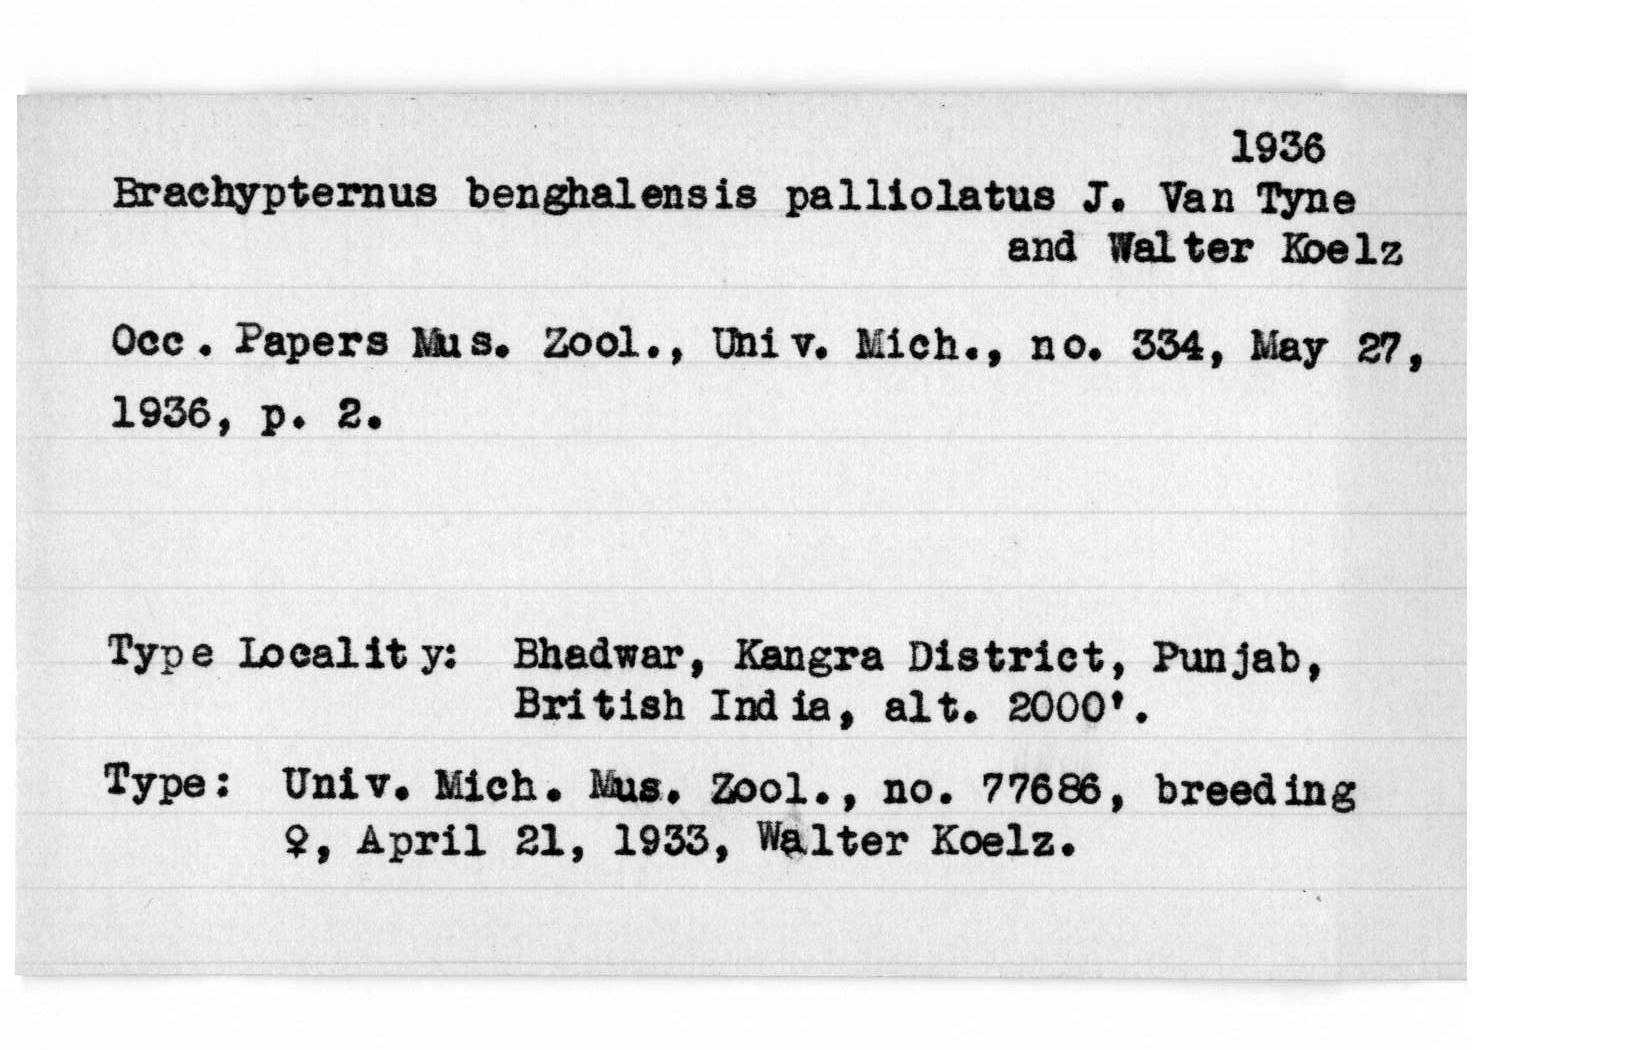 1936
Brachypternus benghalensis palliolatus J. Van Tyne
and Walter Koelz
Occ. Papers Mus. Zool., Univ. Mich., no. 334, May 27,
1936, p. 2.
Type Locality: Bhadwar, Kangra District, Punjab,
British India, alt. 2000'.
Type: Univ. Mich. Mus. Zool., no. 77686, breeding
♀, April 21, 1933, Walter Koelz.